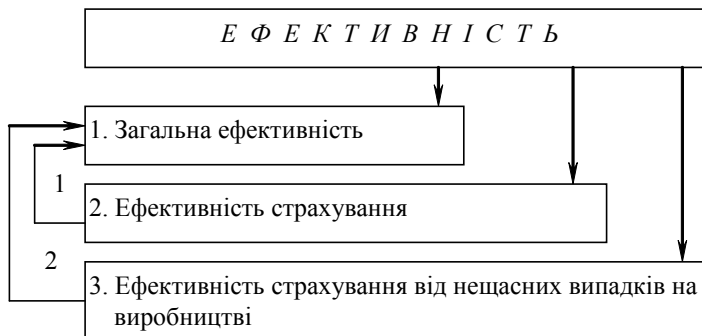 Е Ф Е К Т И В Н І С Т Ь
1. Загальна ефективність
1
2. Ефективність страхування
2
3. Ефективність страхування від нещасних випадків на
виробництві